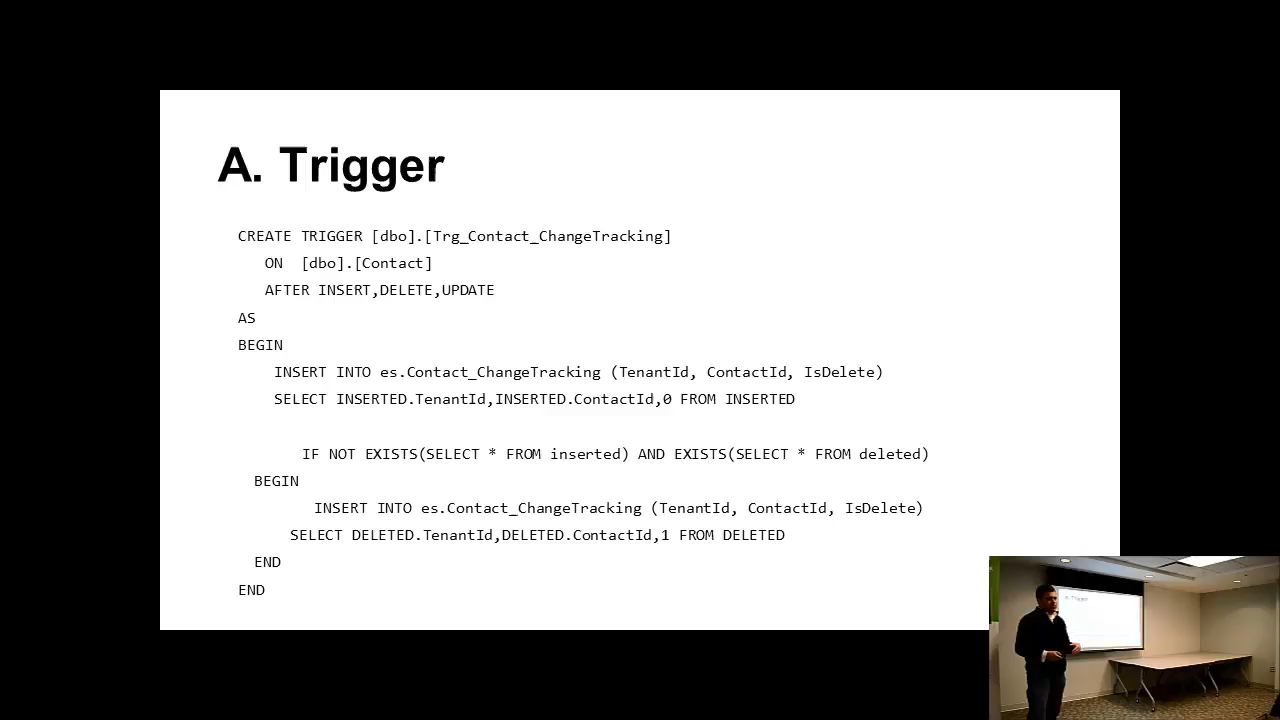 A. Trigger
CREATE TRIGGER [dbo].[Trg_Contact_ChangeTracking]
ON [dbo].[Contact]
AFTER INSERT,DELETE,UPDATE
AS
BEGIN
INSERT INTO es.Contact_ChangeTracking (TenantId, ContactId, IsDelete)
SELECT INSERTED.TenantId,INSERTED.ContactId,0 FROM INSERTED
IF NOT EXISTS(SELECT * FROM inserted) AND EXISTS(SELECT * FROM deleted)
BEGIN
INSERT INTO es.Contact_ChangeTracking (TenantId, ContactId, IsDelete)
SELECT DELETED.TenantId,DELETED.ContactId,1 FROM DELETED
END
END
A. Trigger